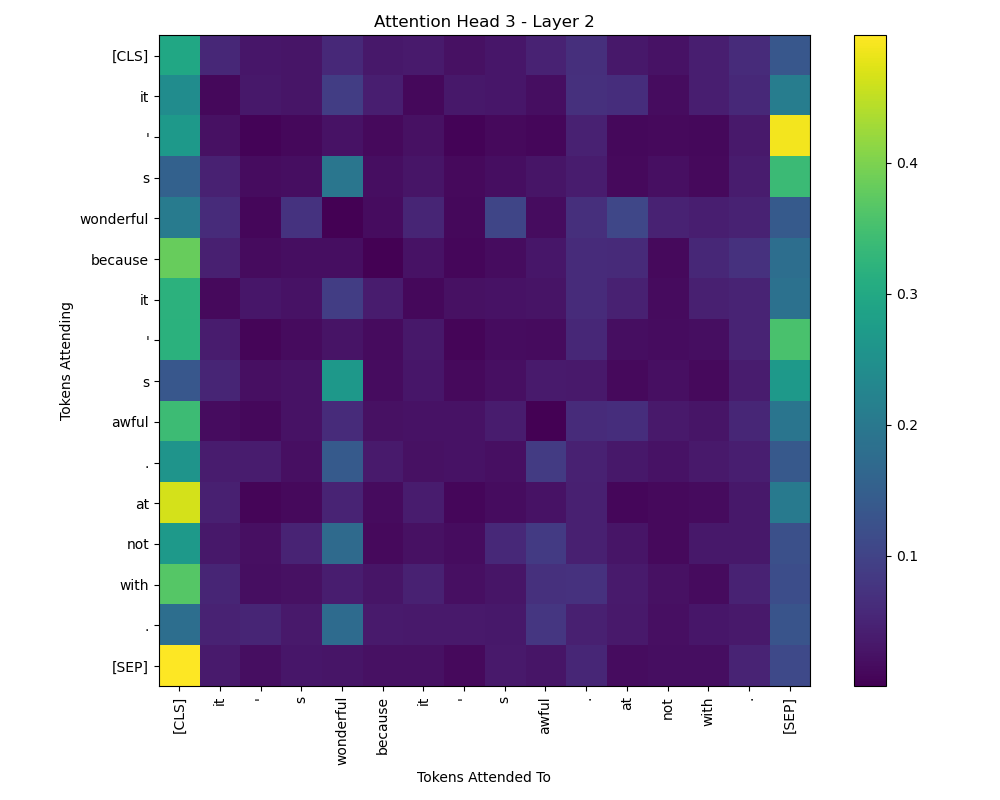 Attention Head 3 - Layer 2
Tokens Attending
[CLS]
it
'
s
wonderful
because
it
'
s
awful
.
at
not
with
.
[SEP]
[CLS]
it
'
s
wonderful
because
it
'
s
awful
.
at
not
with
.
[SEP]
Tokens Attended To
0.4
0.3
0.2
0.1